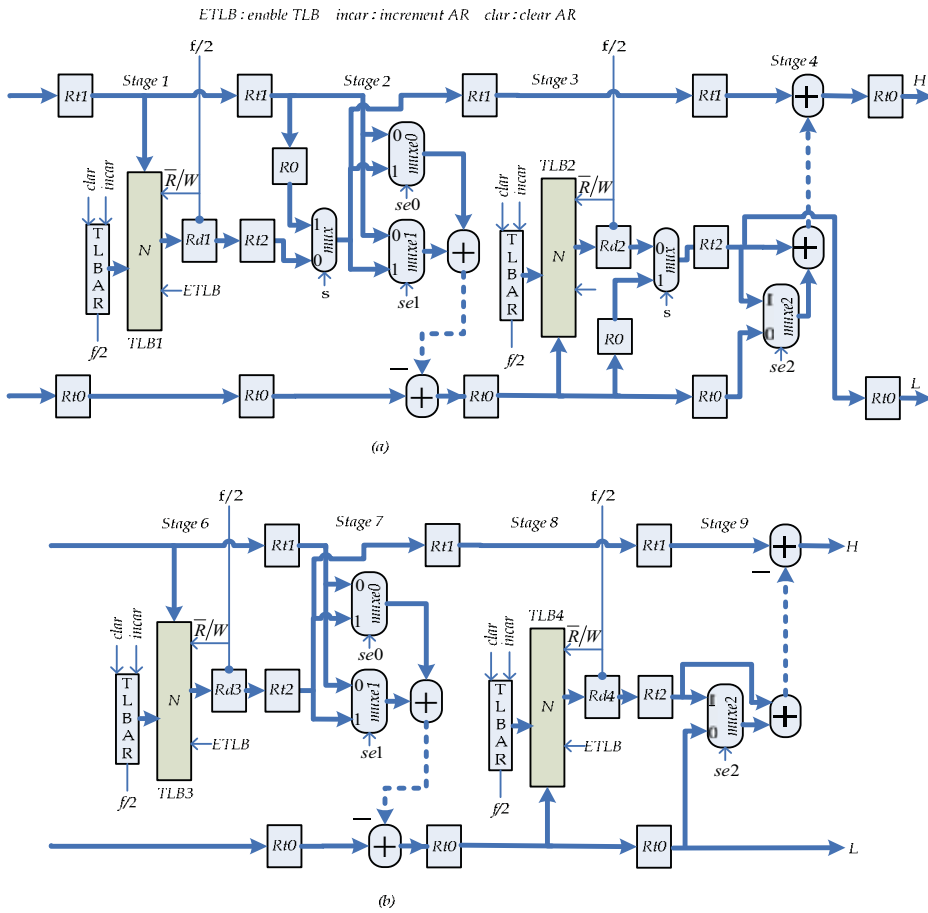 ETLB : enable TLB incar : increment AR clar : clear AR
f/2
f/2
Stage 1
Stage 2
Stage 3
Stage 4
Rt1
Rt1
Rt1
Rt1
Rt0
H
clar
incar
R̅/W
R0
0
1
muxe0
se0
TLB2
clar
incar
R̅/W
TLBAR
N
Rd1
Rt2
1
0
mux
s
0
1
muxe1
se1
+
TLBAR
N
Rd2
0
1
mux
s
Rt2
+
+
ETLB
f/2
TLB1
f/2
R0
1
0
muxe2
se2
Rt0
Rt0
–
+
Rt0
Rt0
Rt0
L
(a)
f/2
f/2
Stage 6
Stage 7
Stage 8
Stage 9
Rt1
Rt1
Rt1
+
H
–
clar
incar
R̅/W
0
1
muxe0
se0
TLB4
clar
incar
R̅/W
TLBAR
N
Rd3
Rt2
0
1
muxe1
se1
+
TLBAR
N
Rd4
Rt2
1
0
muxe2
se2
+
ETLB
ETLB
f/2
TLB3
f/2
Rt0
–
+
Rt0
Rt0
L
(b)